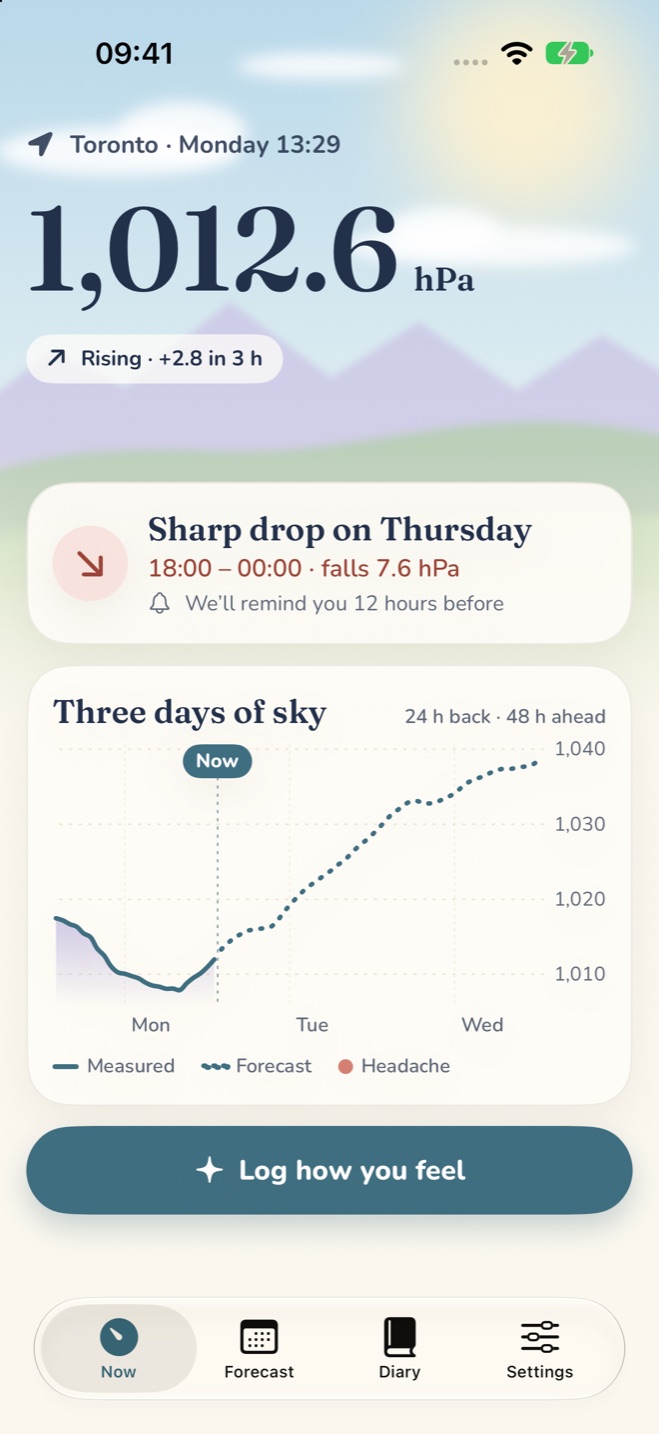 09:41
Toronto · Monday 13:29
1,012.6 hPa
Rising · +2.8 in 3 h
Sharp drop on Thursday
18:00 – 00:00 · falls 7.6 hPa
We’ll remind you 12 hours before
Three days of sky
24 h back · 48 h ahead
Now
1,040
1,030
1,020
1,010
Mon Tue Wed
Measured Forecast Headache
Log how you feel
Now Forecast Diary Settings